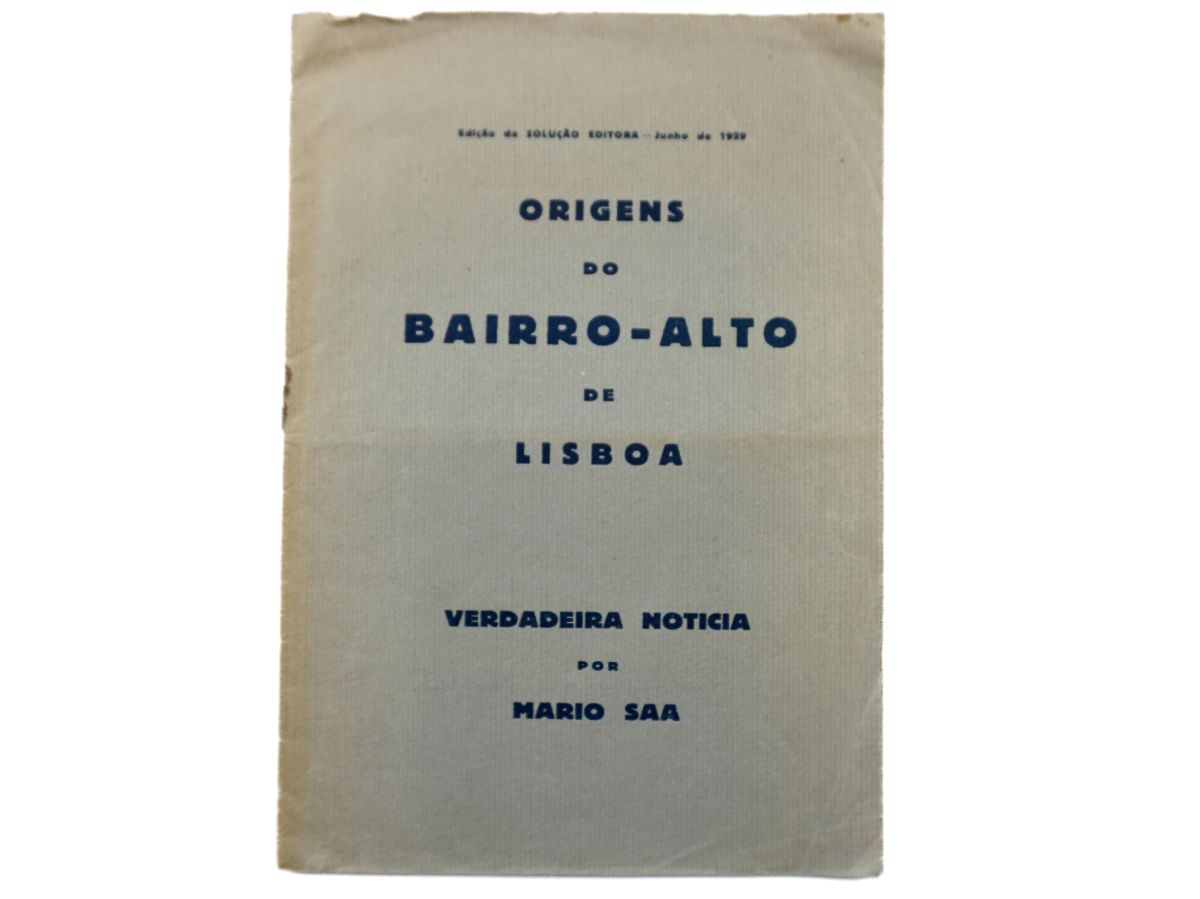 Edição da SOLUÇÃO EDITORA — Junho de 1929
ORIGENS
DO
BAIRRO-ALTO
DE
LISBOA
VERDADEIRA NOTICIA
POR
MARIO SAA